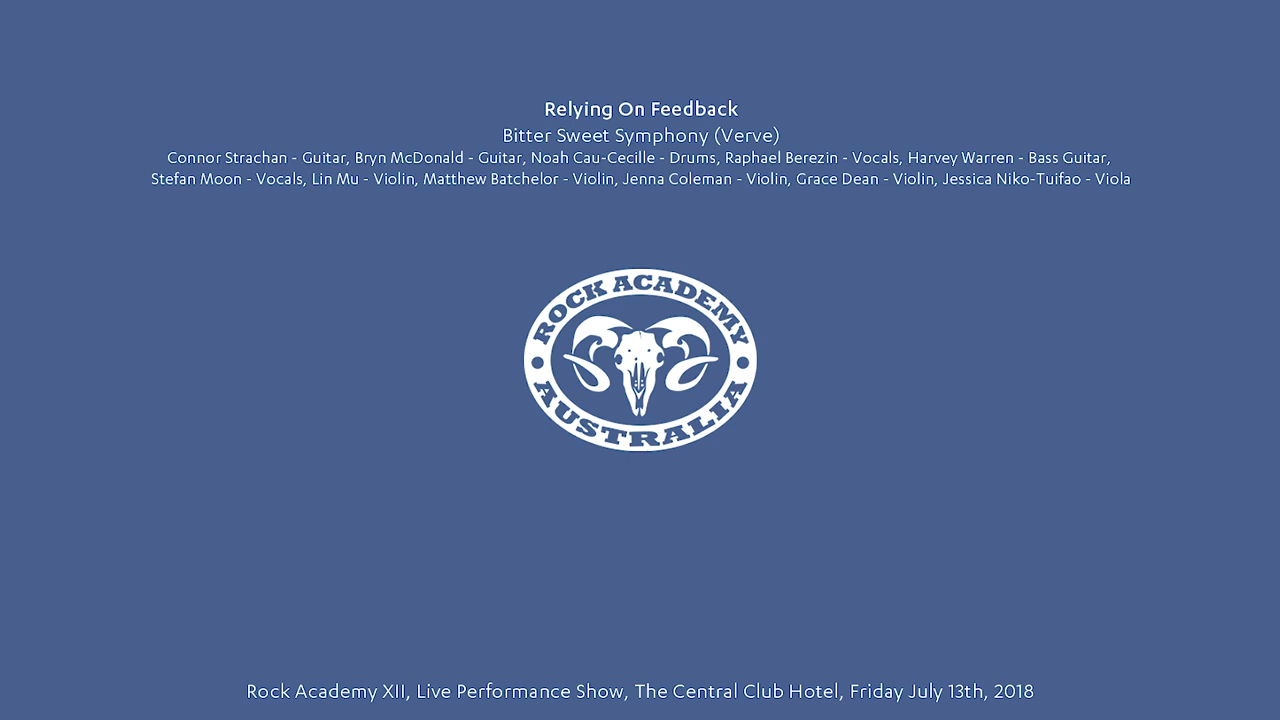 Relying On Feedback
Bitter Sweet Symphony (Verve)
Connor Strachan - Guitar, Bryn McDonald - Guitar, Noah Cau-Cecille - Drums, Raphael Berezin - Vocals, Harvey Warren - Bass Guitar,
Stefan Moon - Vocals, Lin Mu - Violin, Matthew Batchelor - Violin, Jenna Coleman - Violin, Grace Dean - Violin, Jessica Niko-Tuifao - Viola
ROCK ACADEMY
AUSTRALIA
Rock Academy XII, Live Performance Show, The Central Club Hotel, Friday July 13th, 2018